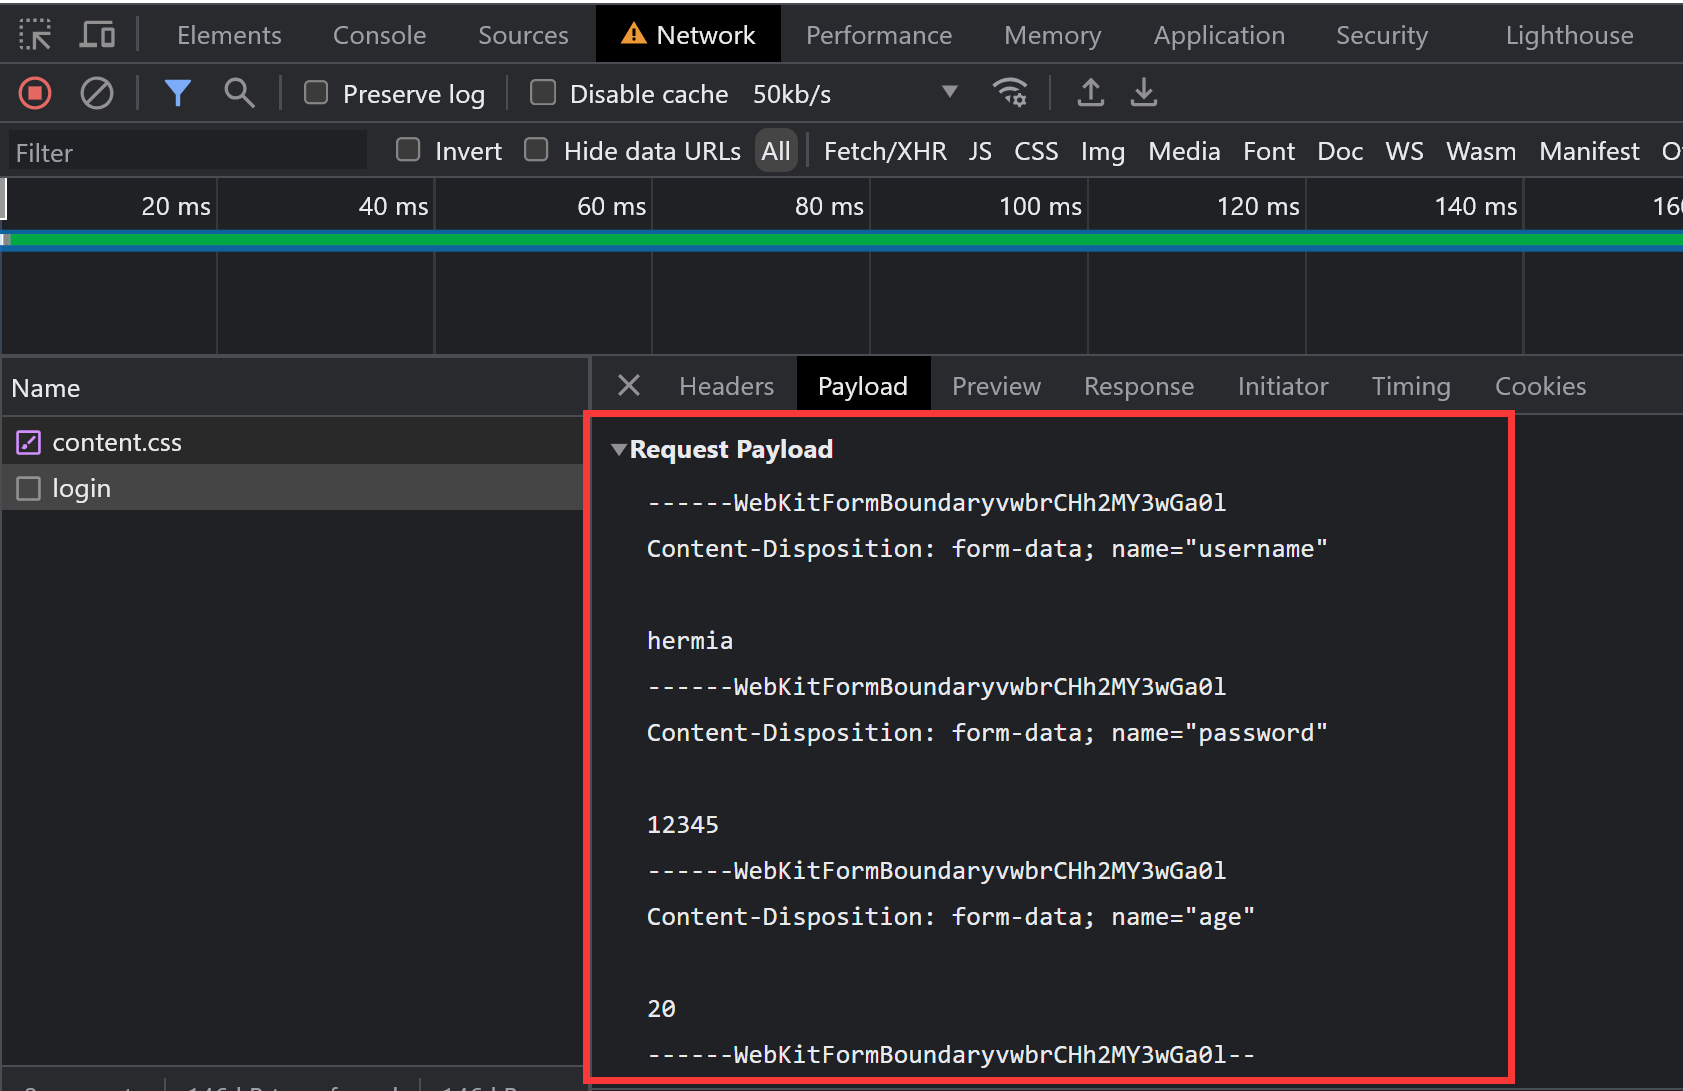 Elements Console Sources Network Performance Memory Application Security Lighthouse
Preserve log Disable cache 50kb/s
Filter Invert Hide data URLs All Fetch/XHR JS CSS Img Media Font Doc WS Wasm Manifest
20 ms 40 ms 60 ms 80 ms 100 ms 120 ms 140 ms 160
Name
content.css
login
Headers Payload Preview Response Initiator Timing Cookies
Request Payload
------WebKitFormBoundaryvwbrCHh2MY3wGa0l
Content-Disposition: form-data; name="username"
hermia
------WebKitFormBoundaryvwbrCHh2MY3wGa0l
Content-Disposition: form-data; name="password"
12345
------WebKitFormBoundaryvwbrCHh2MY3wGa0l
Content-Disposition: form-data; name="age"
20
------WebKitFormBoundaryvwbrCHh2MY3wGa0l--